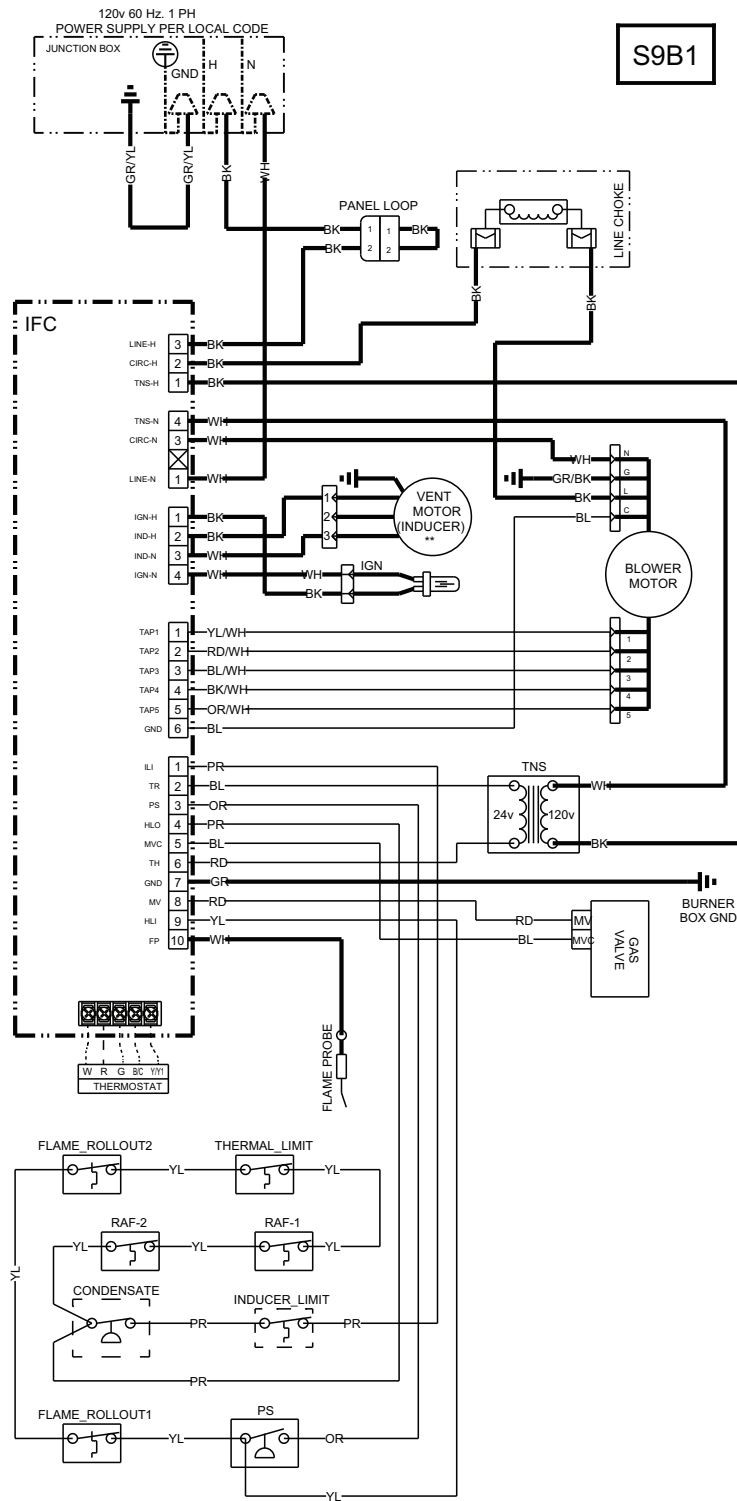 120v 60 Hz. 1 PH
POWER SUPPLY PER LOCAL CODE
JUNCTION BOX
GND
H
N
S9B1
GR/YL
GR/YL
BK
WH
PANEL LOOP
BK 1 1 BK
BK 2 2
LINE CHOKE
BK
BK
IFC
LINE-H 3 BK
CIRC-H 2 BK
TNS-H 1 BK
TNS-N 4 WH
CIRC-N 3 WH
LINE-N 1 WH
WH N
GR/BK G
BK L
BL C
BLOWER
MOTOR
IGN-H 1 BK
IND-H 2 BK
IND-N 3 WH
IGN-N 4 WH
1
2
3
VENT
MOTOR
(INDUCER)
**
IGN
WH
BK
TAP1 1 YL/WH 1
TAP2 2 RD/WH 2
TAP3 3 BL/WH 3
TAP4 4 BK/WH 4
TAP5 5 OR/WH 5
GND 6 BL
ILI 1 PR
TR 2 BL
PS 3 OR
HLO 4 PR
MVC 5 BL
TH 6 RD
GND 7 GR
MV 8 RD
HLI 9 YL
FP 10 WH
TNS
24v 120v
WH
BK
BURNER
BOX GND
RD MV
BL MVC
GAS
VALVE
FLAME PROBE
W R G B/C Y/Y1
THERMOSTAT
FLAME_ROLLOUT2
THERMAL_LIMIT
YL
YL
RAF-2
RAF-1
YL
YL
YL
YL
CONDENSATE
INDUCER_LIMIT
PR
PR
PR
FLAME_ROLLOUT1
PS
YL
OR
YL